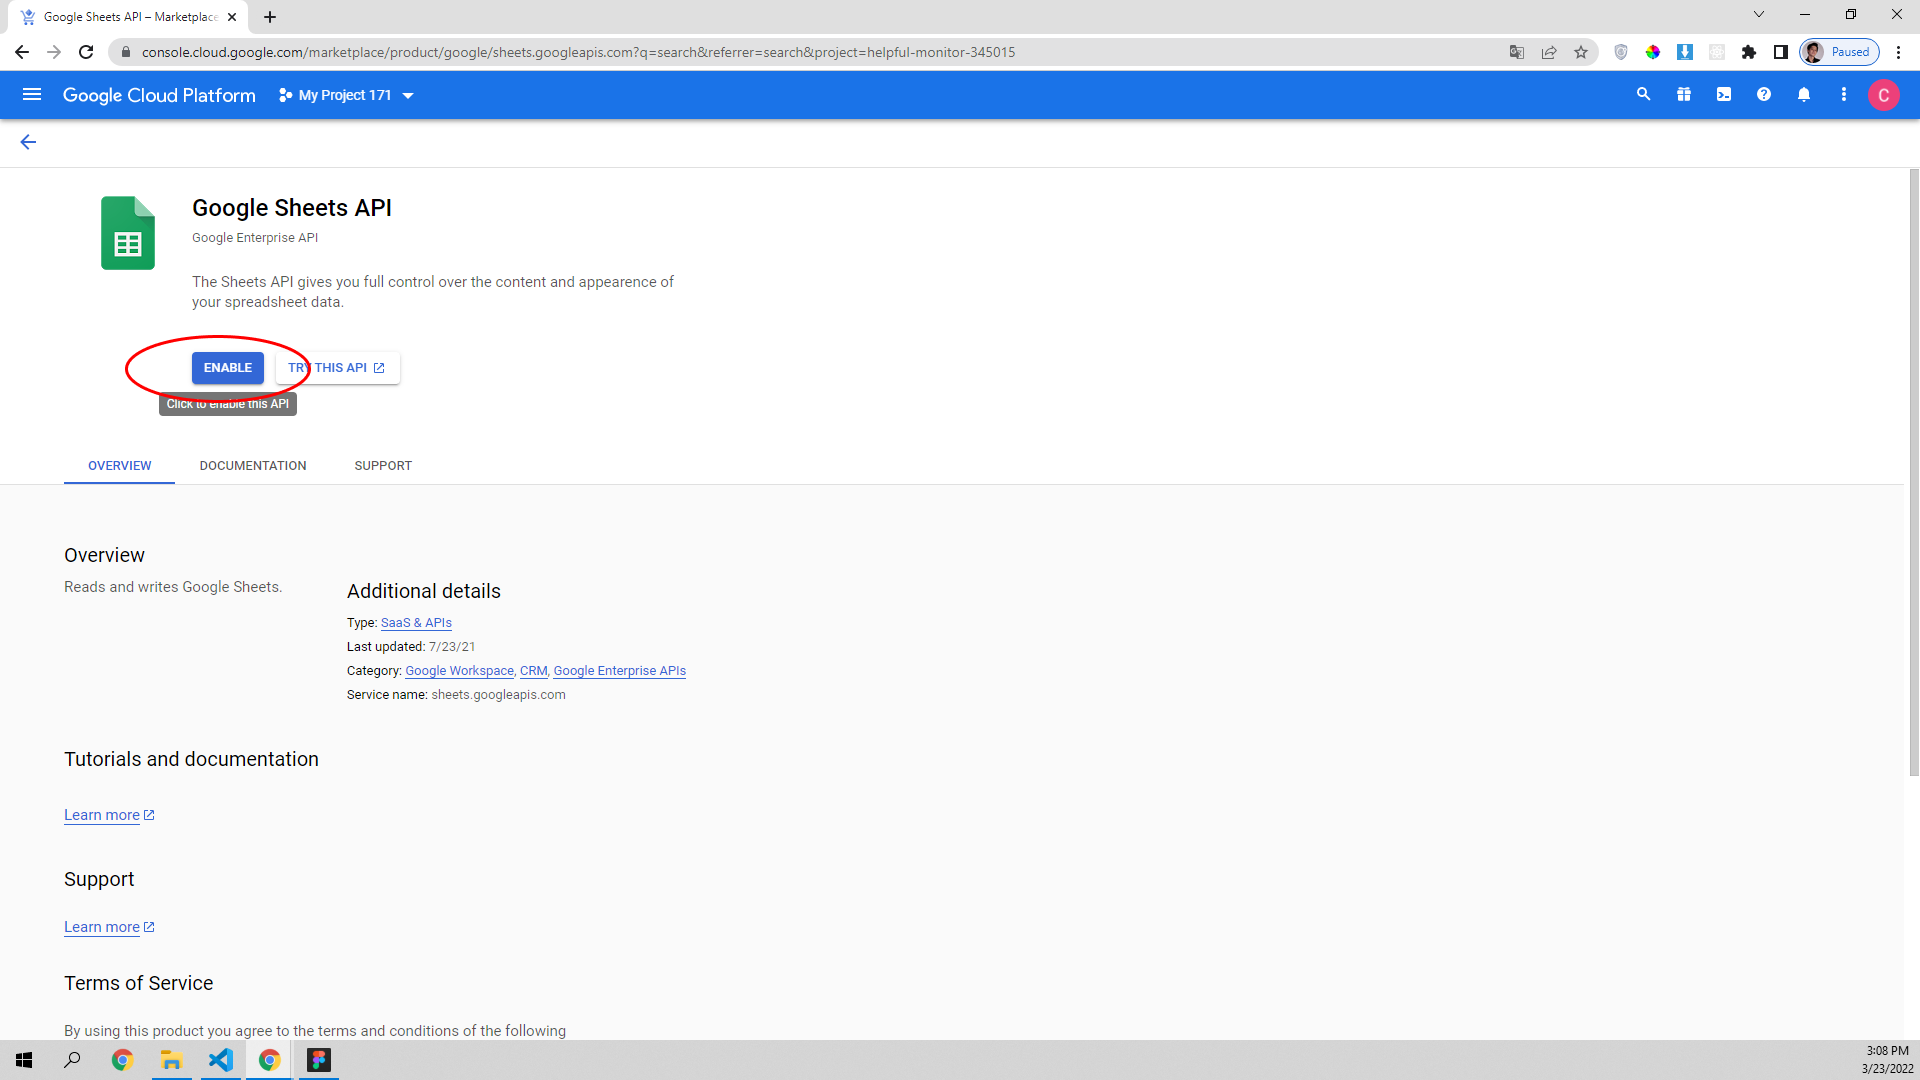 Google Sheets API – Marketplace
console.cloud.google.com/marketplace/product/google/sheets.googleapis.com?q=search&referrer=search&project=helpful-monitor-345015
Paused
Google Cloud Platform
My Project 171
C
Google Sheets API
Google Enterprise API
The Sheets API gives you full control over the content and appearence of
your spreadsheet data.
ENABLE
TRY THIS API
Click to enable this API
OVERVIEW
DOCUMENTATION
SUPPORT
Overview
Reads and writes Google Sheets.
Additional details
Type: SaaS & APIs
Last updated: 7/23/21
Category: Google Workspace, CRM, Google Enterprise APIs
Service name: sheets.googleapis.com
Tutorials and documentation
Learn more
Support
Learn more
Terms of Service
By using this product you agree to the terms and conditions of the following
3:08 PM
3/23/2022